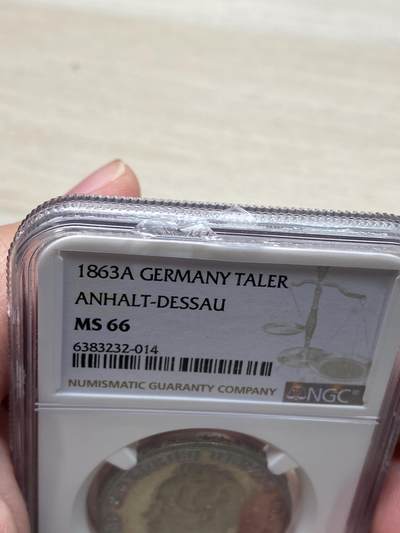 1863A GERMANY TALER
ANHALT-DESSAU
MS 66
6383232-014
NUMISMATIC GUARANTY COMPANY NGC®